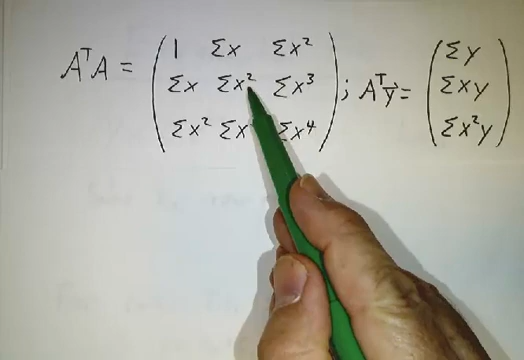 AᵀA = ( 1 Σx Σx²
Σx Σx² Σx³ ; Aᵀy⃗ = ( Σy
Σx² Σx Σx⁴ ) Σxy
Σx²y )